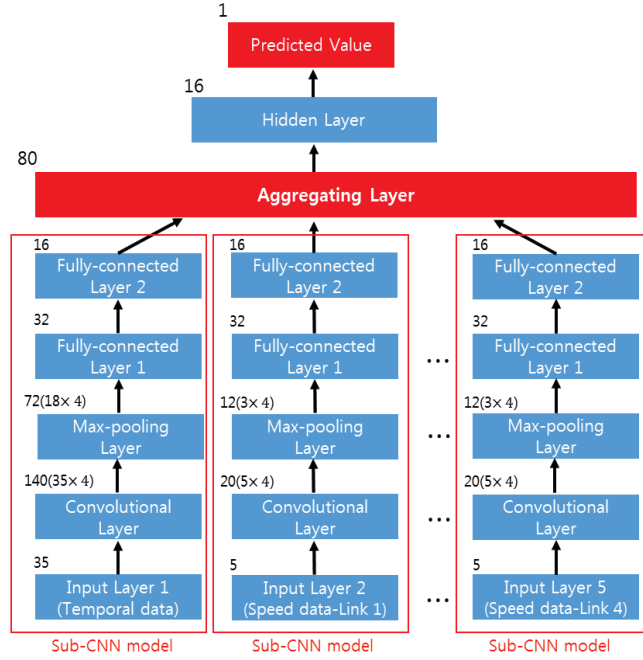 1
Predicted Value
16
Hidden Layer
80
Aggregating Layer
16
Fully-connected
Layer 2
32
Fully-connected
Layer 1
72(18× 4)
Max-pooling
Layer
140(35× 4)
Convolutional
Layer
35
Input Layer 1
(Temporal data)
Sub-CNN model
16
Fully-connected
Layer 2
32
Fully-connected
Layer 1
12(3× 4)
Max-pooling
Layer
20(5× 4)
Convolutional
Layer
5
Input Layer 2
(Speed data-Link 1)
Sub-CNN model
...
...
...
...
16
Fully-connected
Layer 2
32
Fully-connected
Layer 1
12(3× 4)
Max-pooling
Layer
20(5× 4)
Convolutional
Layer
5
Input Layer 5
(Speed data-Link 4)
Sub-CNN model